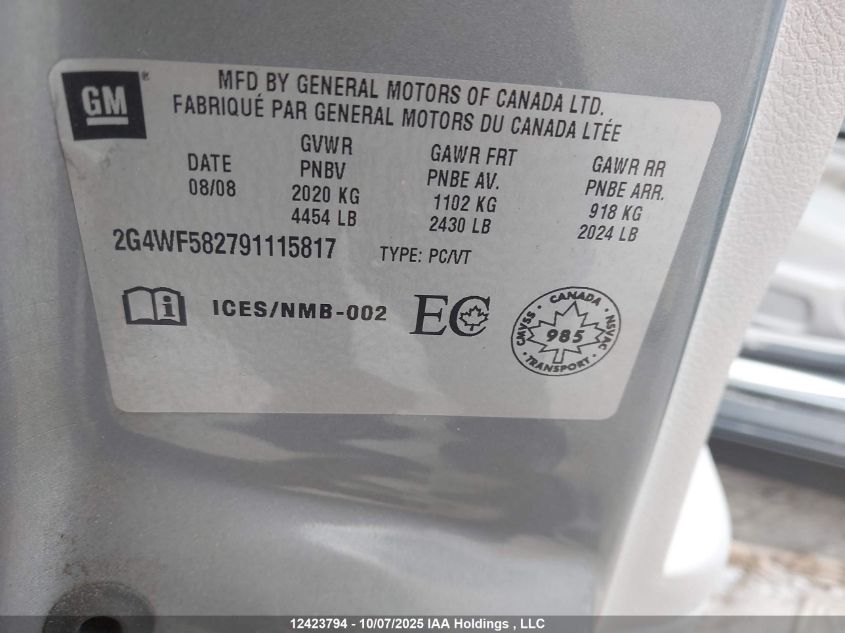 GM ®
MFD BY GENERAL MOTORS OF CANADA LTD.
FABRIQUÉ PAR GENERAL MOTORS DU CANADA LTÉE
DATE
08/08
GVWR
PNBV
2020 KG
4454 LB
GAWR FRT
PNBE AV.
1102 KG
2430 LB
GAWR RR
PNBE ARR.
918 KG
2024 LB
2G4WF582791115817
TYPE: PC/VT
i
ICES/NMB-002
EC
CANADA
CMVSS
985
NSVAC
TRANSPORT
12423794 - 10/07/2025 IAA Holdings , LLC